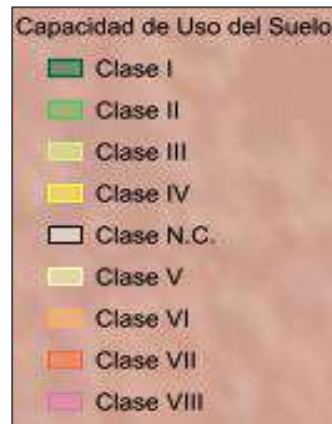 Capacidad de Uso del Suelo
Clase I
Clase II
Clase III
Clase IV
Clase N.C.
Clase V
Clase VI
Clase VII
Clase VIII